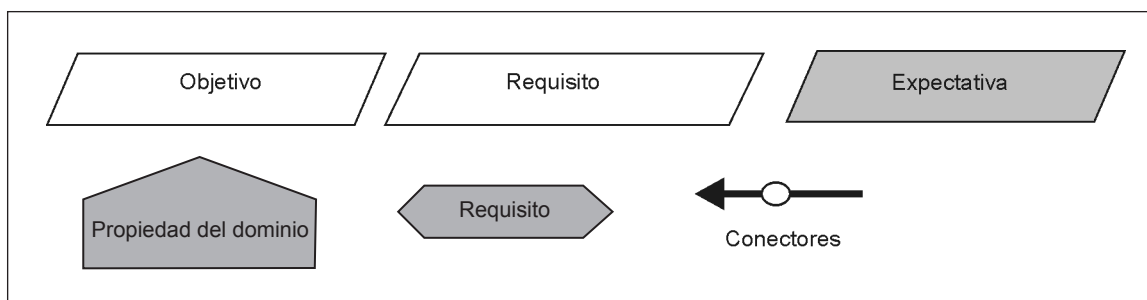 Objetivo
Requisito
Expectativa
Propiedad del dominio
Requisito
Conectores